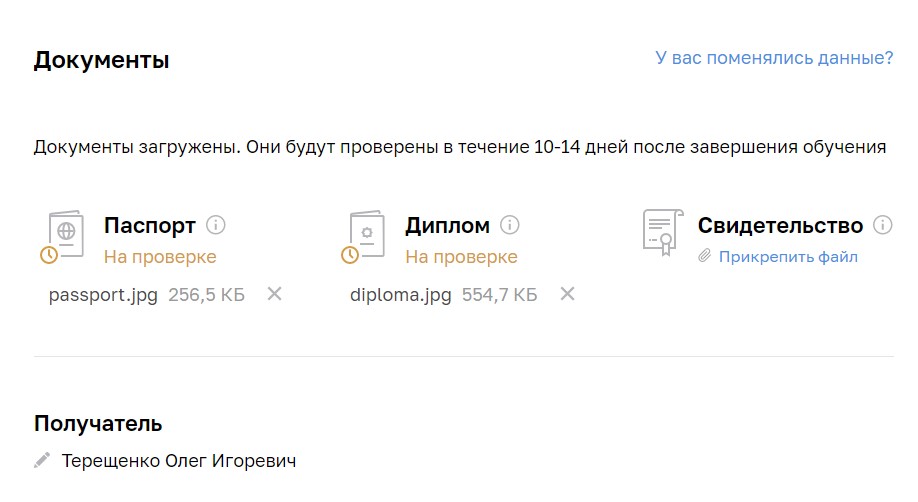 Документы
У вас поменялись данные?
Документы загружены. Они будут проверены в течение 10-14 дней после завершения обучения
Паспорт
На проверке
passport.jpg 256,5 КБ
Диплом
На проверке
diploma.jpg 554,7 КБ
Свидетельство
Прикрепить файл
Получатель
Терещенко Олег Игоревич